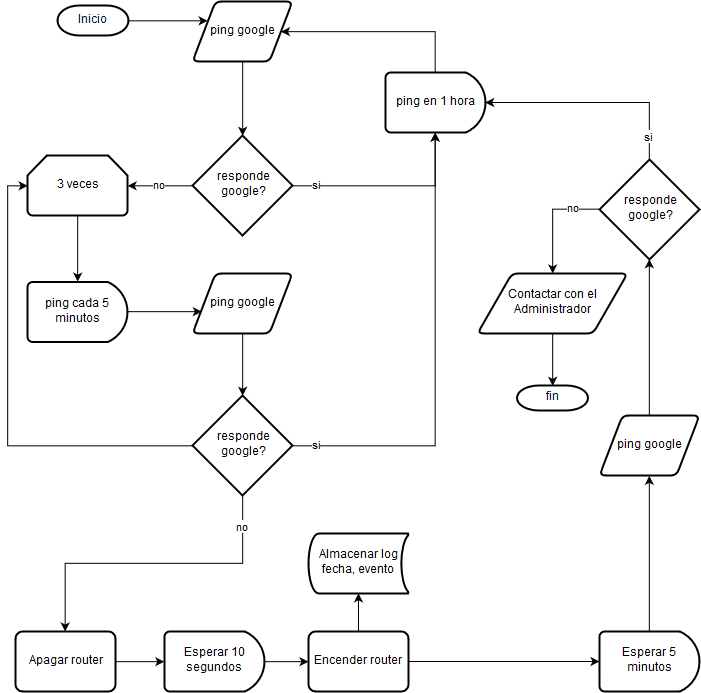 Inicio
ping google
ping en 1 hora
si
responde
google?
no
si
3 veces
responde
google?
no
ping cada 5
minutos
ping google
Contactar con el
Administrador
fin
responde
google?
si
ping google
no
Almacenar log
fecha, evento
Apagar router
Esperar 10
segundos
Encender router
Esperar 5
minutos